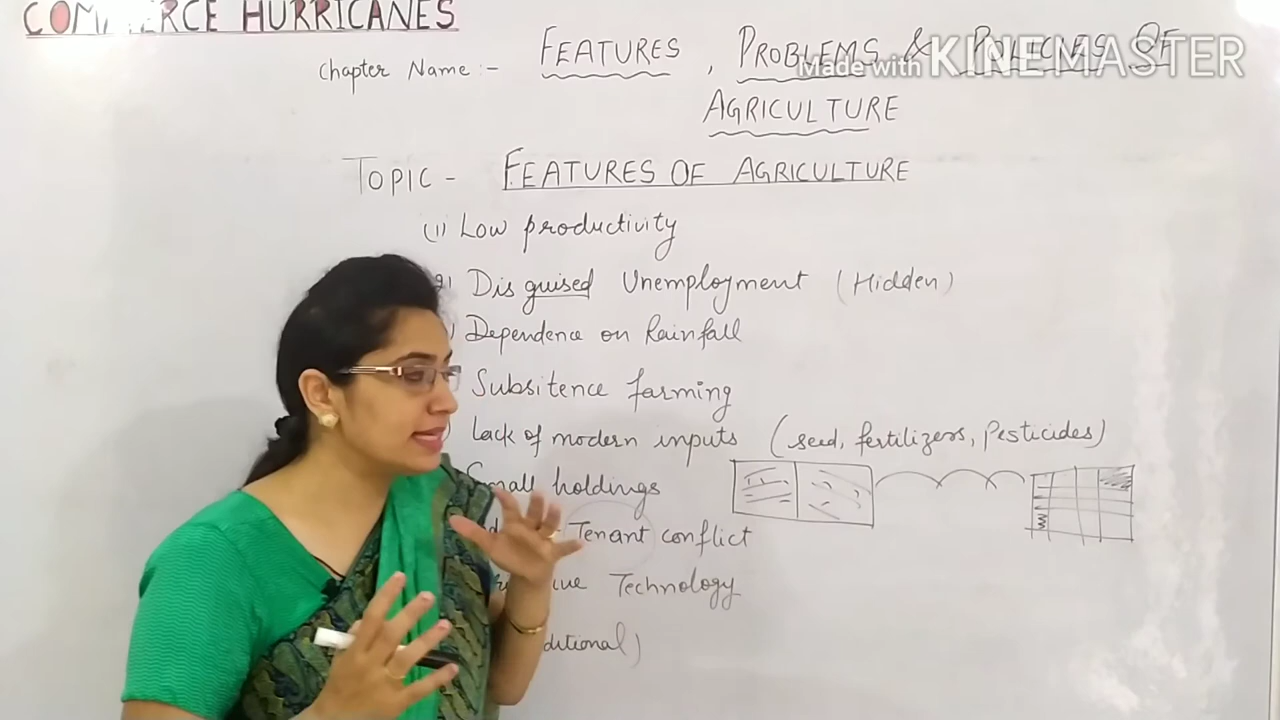 COMMERCE HURRICANES
Chapter Name :- FEATURES, PROBLEMS & POLICIES OF
Made with KINEMASTER
AGRICULTURE
TOPIC - FEATURES OF AGRICULTURE
(1) Low productivity
Disguised Unemployment (Hidden)
Dependence on Rainfall
Subsitence farming
Lack of modern inputs (seed, fertilizers, Pesticides)
Small holdings
Tenant conflict
Technology